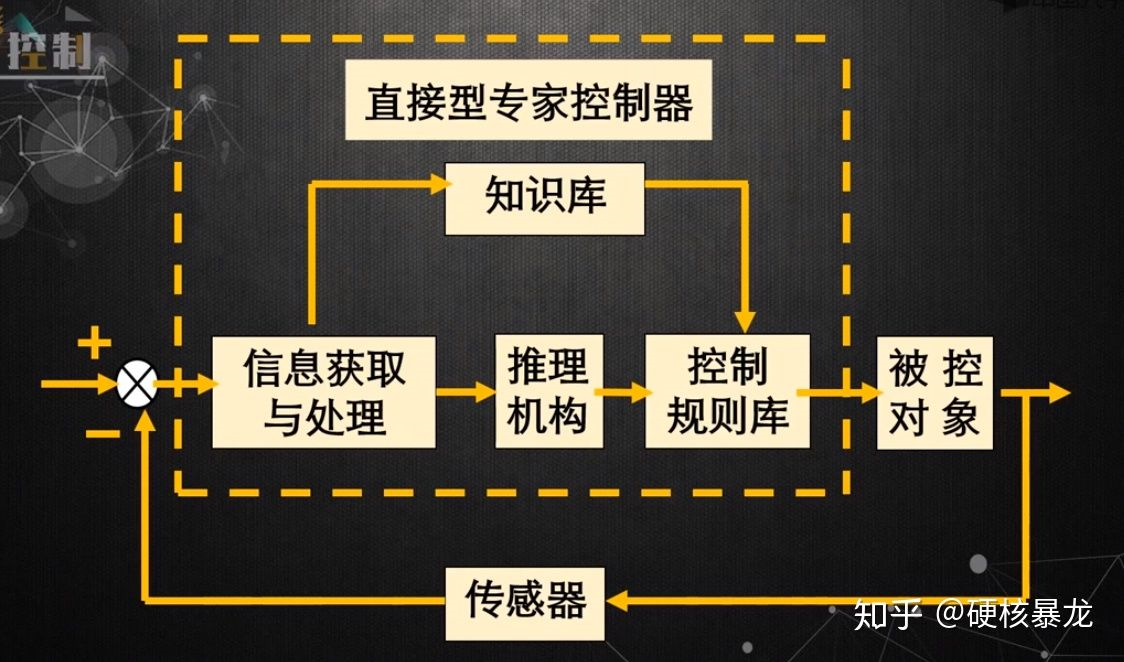 控制
直接型专家控制器
知识库
+
信息获取
与处理
推理
机构
控制
规则库
被 控
对 象
−
传感器
知乎 @硬核暴龙